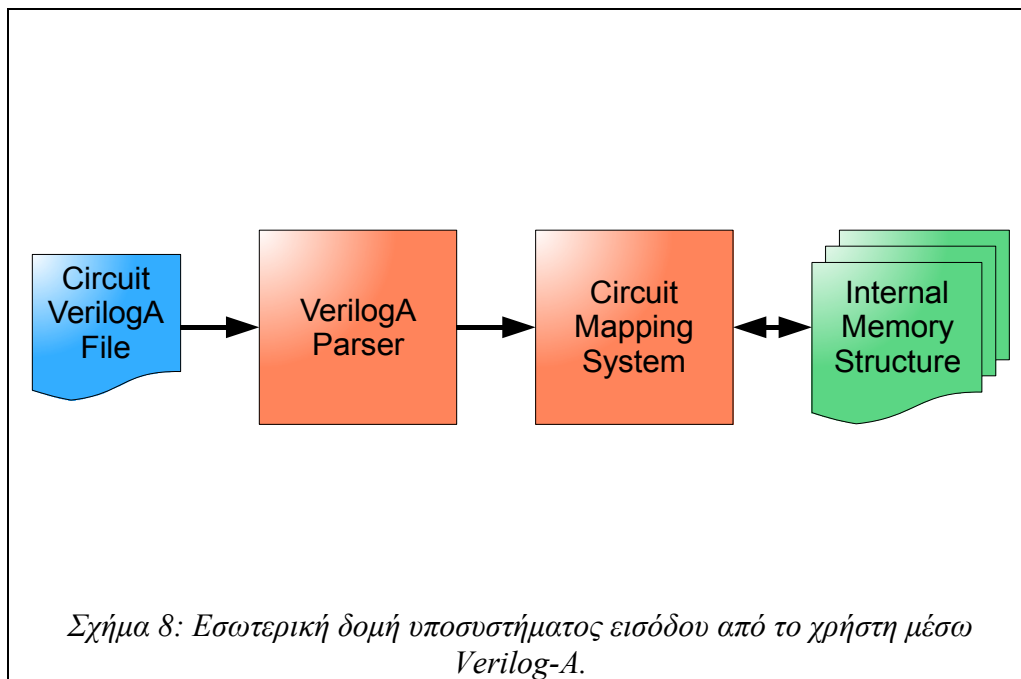 Circuit
VerilogA
File
VerilogA
Parser
Circuit
Mapping
System
Internal
Memory
Structure
Σχήμα 8: Εσωτερική δομή υποσυστήματος εισόδου από το χρήστη μέσω
Verilog-A.